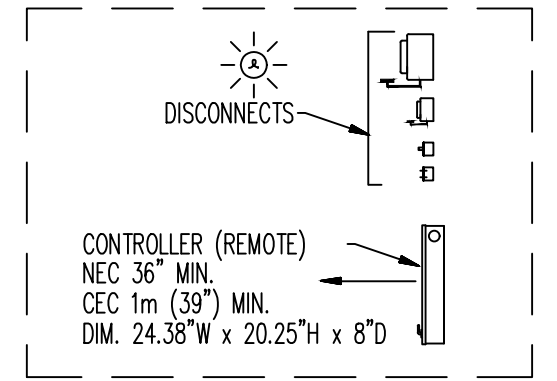 DISCONNECTS
CONTROLLER (REMOTE)
NEC 36" MIN.
CEC 1m (39") MIN.
DIM. 24.38"W x 20.25"H x 8"D